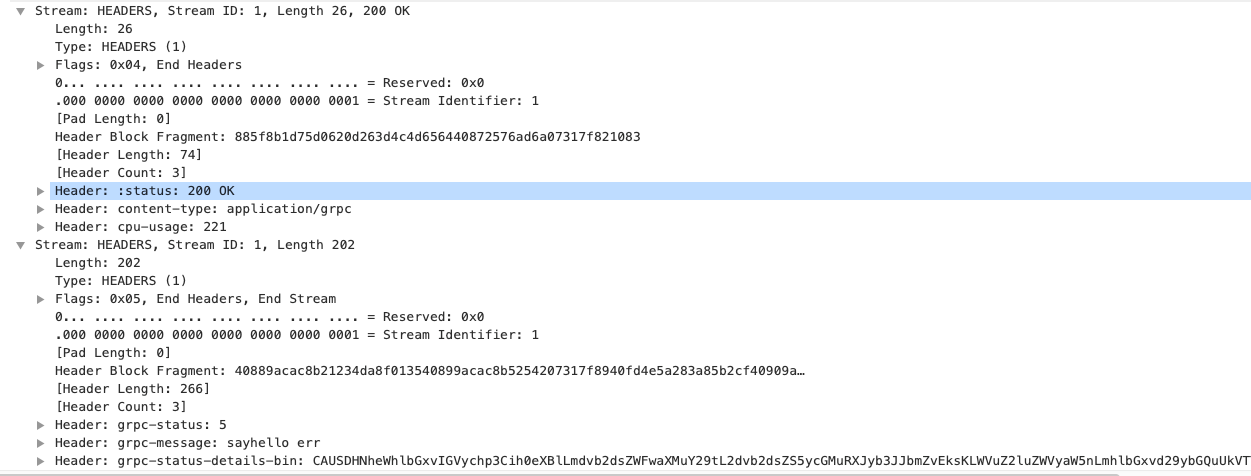 Stream: HEADERS, Stream ID: 1, Length 26, 200 OK
Length: 26
Type: HEADERS (1)
Flags: 0x04, End Headers
0... .... .... .... .... .... .... .... = Reserved: 0x0
.000 0000 0000 0000 0000 0000 0000 0001 = Stream Identifier: 1
[Pad Length: 0]
Header Block Fragment: 885f8b1d75d0620d263d4c4d656440872576ad6a07317f821083
[Header Length: 74]
[Header Count: 3]
Header: :status: 200 OK
Header: content-type: application/grpc
Header: cpu-usage: 221
Stream: HEADERS, Stream ID: 1, Length 202
Length: 202
Type: HEADERS (1)
Flags: 0x05, End Headers, End Stream
0... .... .... .... .... .... .... .... = Reserved: 0x0
.000 0000 0000 0000 0000 0000 0000 0001 = Stream Identifier: 1
[Pad Length: 0]
Header Block Fragment: 40889acac8b21234da8f013540899acac8b5254207317f8940fd4e5a283a85b2cf40909a…
[Header Length: 266]
[Header Count: 3]
Header: grpc-status: 5
Header: grpc-message: sayhello err
Header: grpc-status-details-bin: CAUSDHNheWhlbGxvIGVychp3Cih0eXBlLmdvb2dsZWFwaXMuY29tL2dvb2dsZS5ycGMuRXJyb3JJbmZvEksKLWVuZ2luZWVyaW5nLmhlbGxvd29ybGQuUkVT